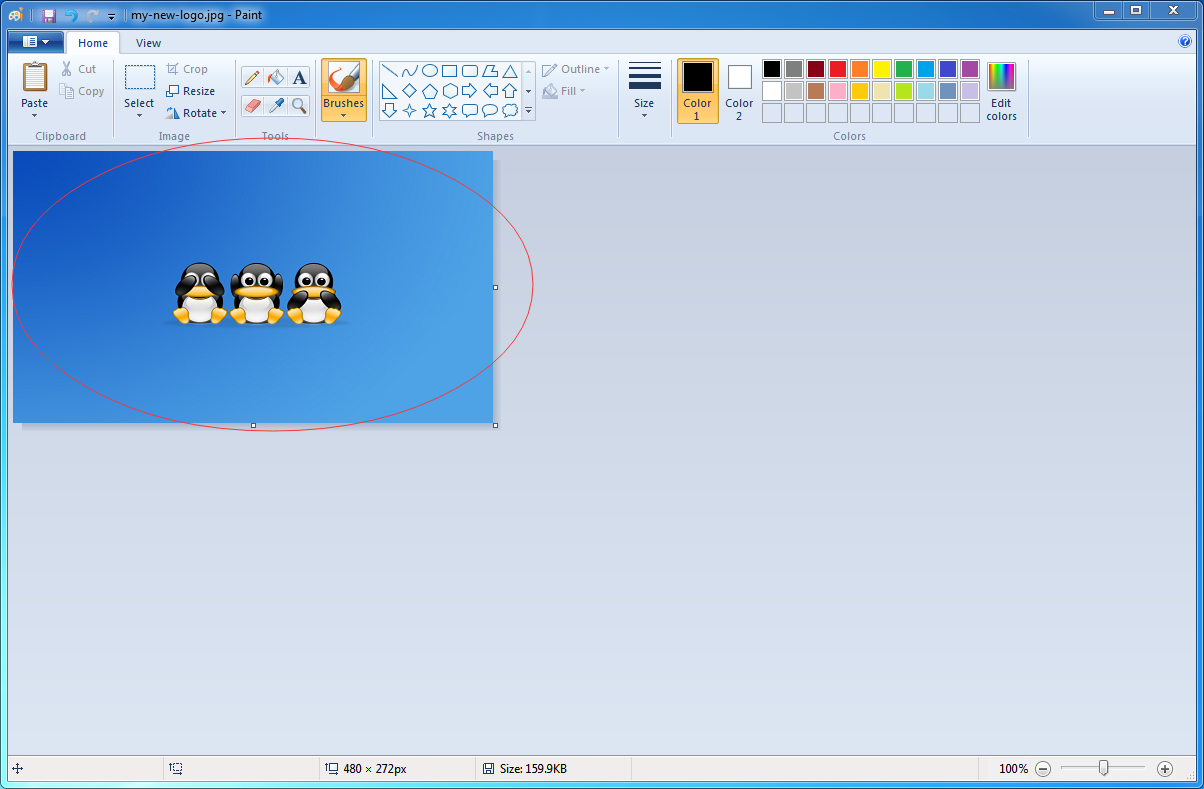 my-new-logo.jpg - Paint
Home View
Cut Crop A Outline
Copy Resize Fill
Paste Select Rotate Brushes Size Color 1 Color 2 Edit colors
Clipboard Image Tools Shapes Colors
480 × 272px Size: 159.9KB 100%